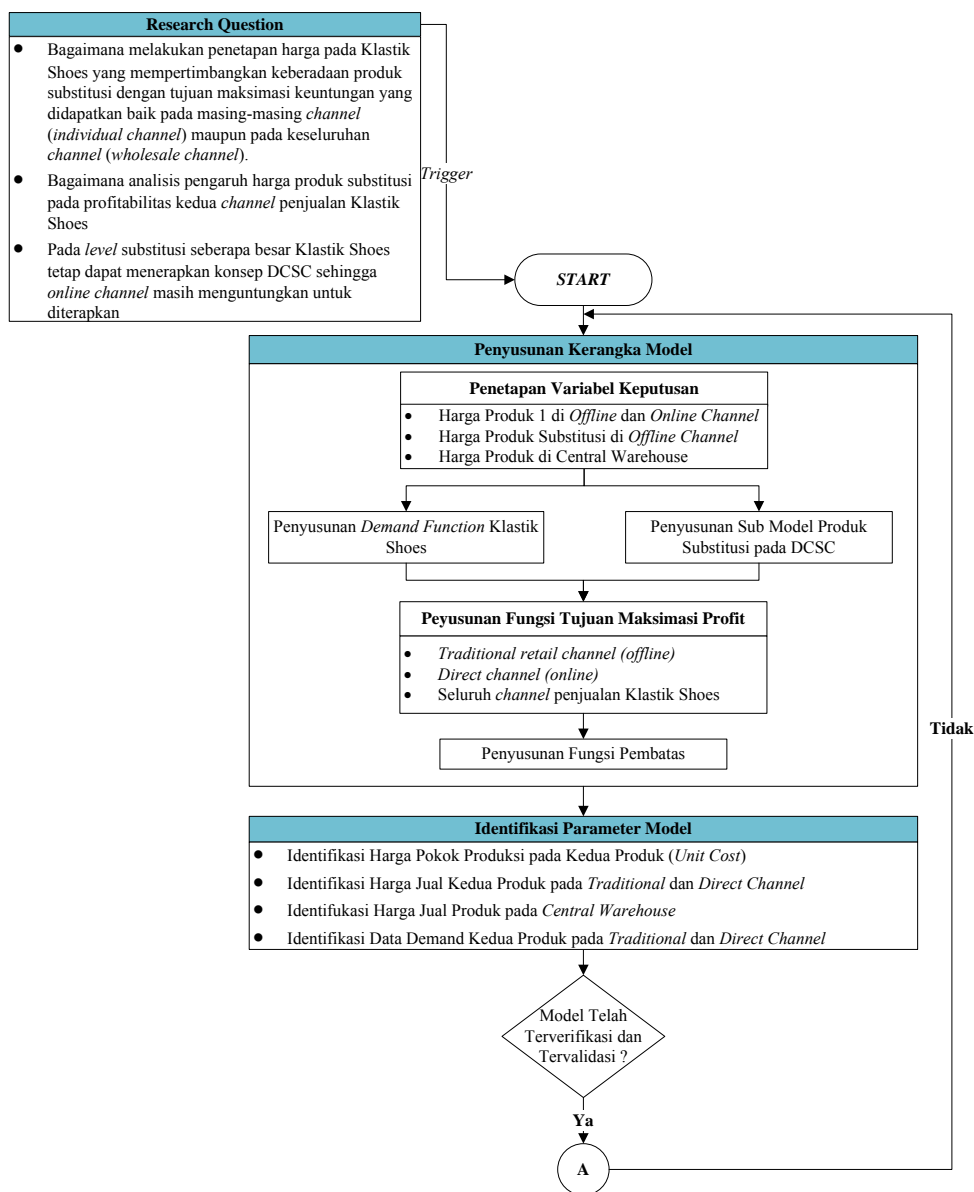 Research Question
● Bagaimana melakukan penetapan harga pada Klastik
Shoes yang mempertimbangkan keberadaan produk
substitusi dengan tujuan maksimasi keuntungan yang
didapatkan baik pada masing-masing channel
(individual channel) maupun pada keseluruhan
channel (wholesale channel).
● Bagaimana analisis pengaruh harga produk substitusi
pada profitabilitas kedua channel penjualan Klastik
Shoes
● Pada level substitusi seberapa besar Klastik Shoes
tetap dapat menerapkan konsep DCSC sehingga
online channel masih menguntungkan untuk
diterapkan
Trigger
START
Penyusunan Kerangka Model
Penetapan Variabel Keputusan
• Harga Produk 1 di Offline dan Online Channel
• Harga Produk Substitusi di Offline Channel
• Harga Produk di Central Warehouse
Penyusunan Demand Function Klastik
Shoes
Penyusunan Sub Model Produk
Substitusi pada DCSC
Peyusunan Fungsi Tujuan Maksimasi Profit
• Traditional retail channel (offline)
• Direct channel (online)
• Seluruh channel penjualan Klastik Shoes
Penyusunan Fungsi Pembatas
Tidak
Identifikasi Parameter Model
● Identifikasi Harga Pokok Produksi pada Kedua Produk (Unit Cost)
● Identifikasi Harga Jual Kedua Produk pada Traditional dan Direct Channel
● Identifukasi Harga Jual Produk pada Central Warehouse
● Identifikasi Data Demand Kedua Produk pada Traditional dan Direct Channel
Model Telah
Terverifikasi dan
Tervalidasi ?
Ya
A